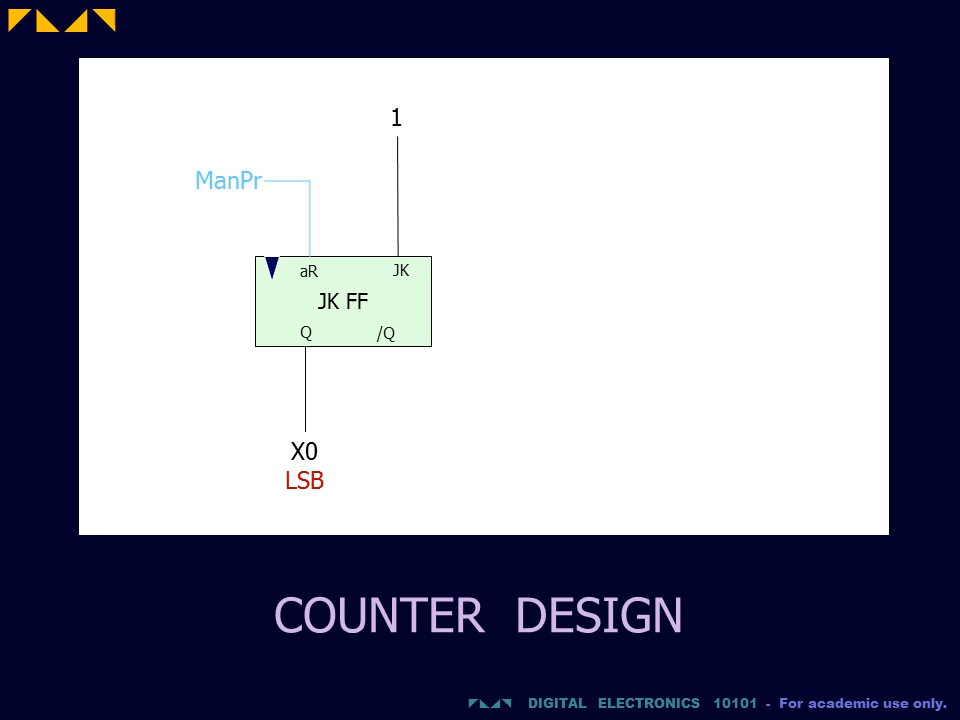 1
ManPr
aR JK
JK FF
Q /Q
X0
LSB
COUNTER DESIGN
DIGITAL ELECTRONICS 10101 - For academic use only.